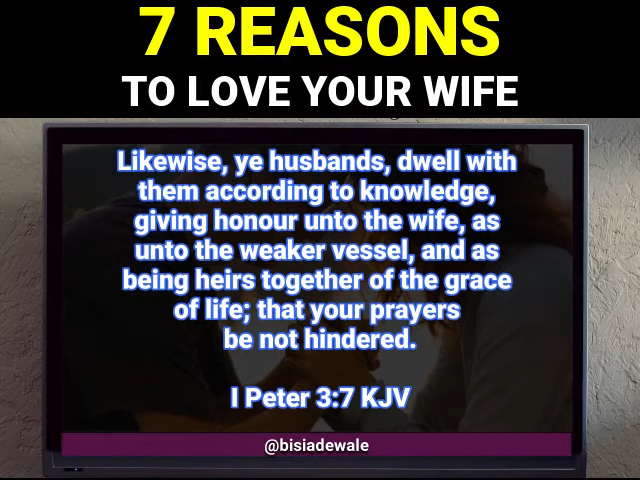 7 REASONS
TO LOVE YOUR WIFE
Likewise, ye husbands, dwell with
them according to knowledge,
giving honour unto the wife, as
unto the weaker vessel, and as
being heirs together of the grace
of life; that your prayers
be not hindered.
I Peter 3:7 KJV
@bisiadewale